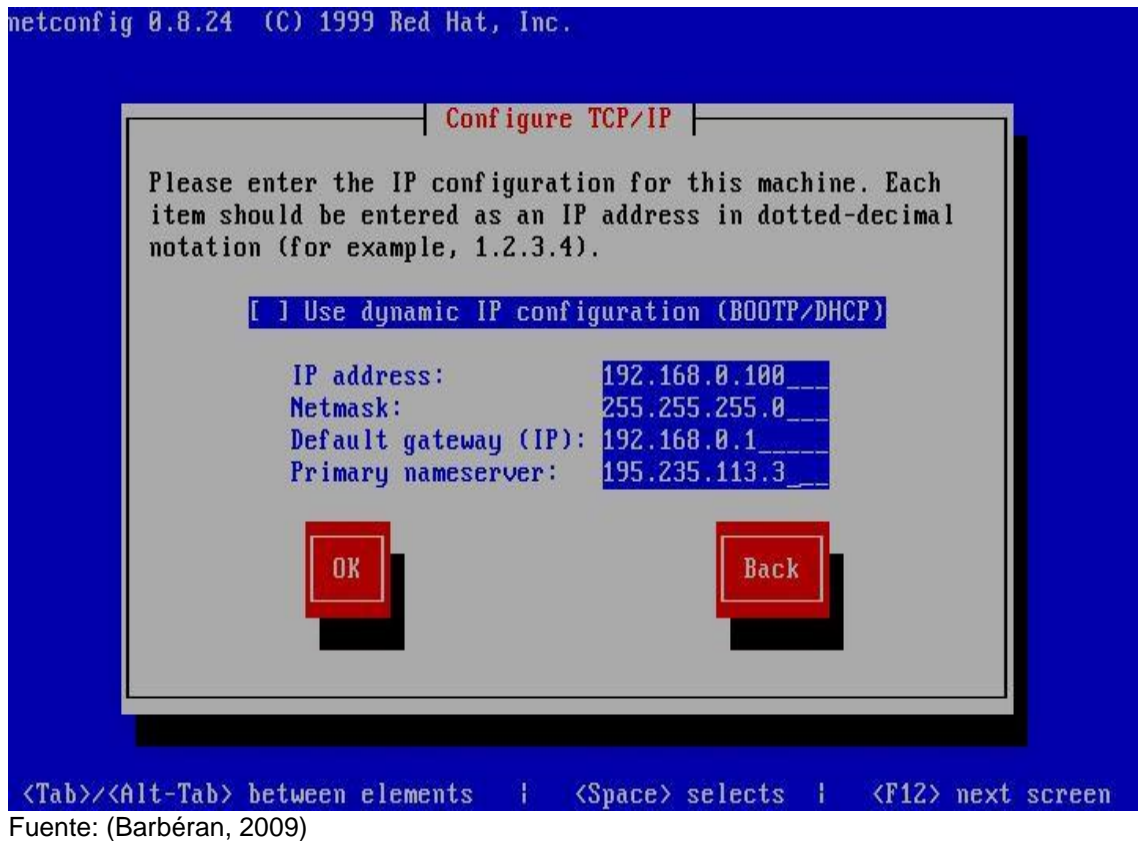 netconfig 0.8.24 (C) 1999 Red Hat, Inc.
Configure TCP/IP
Please enter the IP configuration for this machine. Each
item should be entered as an IP address in dotted-decimal
notation (for example, 1.2.3.4).
[ ] Use dynamic IP configuration (BOOTP/DHCP)
IP address: 192.168.0.100___
Netmask: 255.255.255.0___
Default gateway (IP): 192.168.0.1_____
Primary nameserver: 195.235.113.3___
OK Back
<Tab>/<Alt-Tab> between elements | <Space> selects | <F12> next screen
Fuente: (Barbéran, 2009)